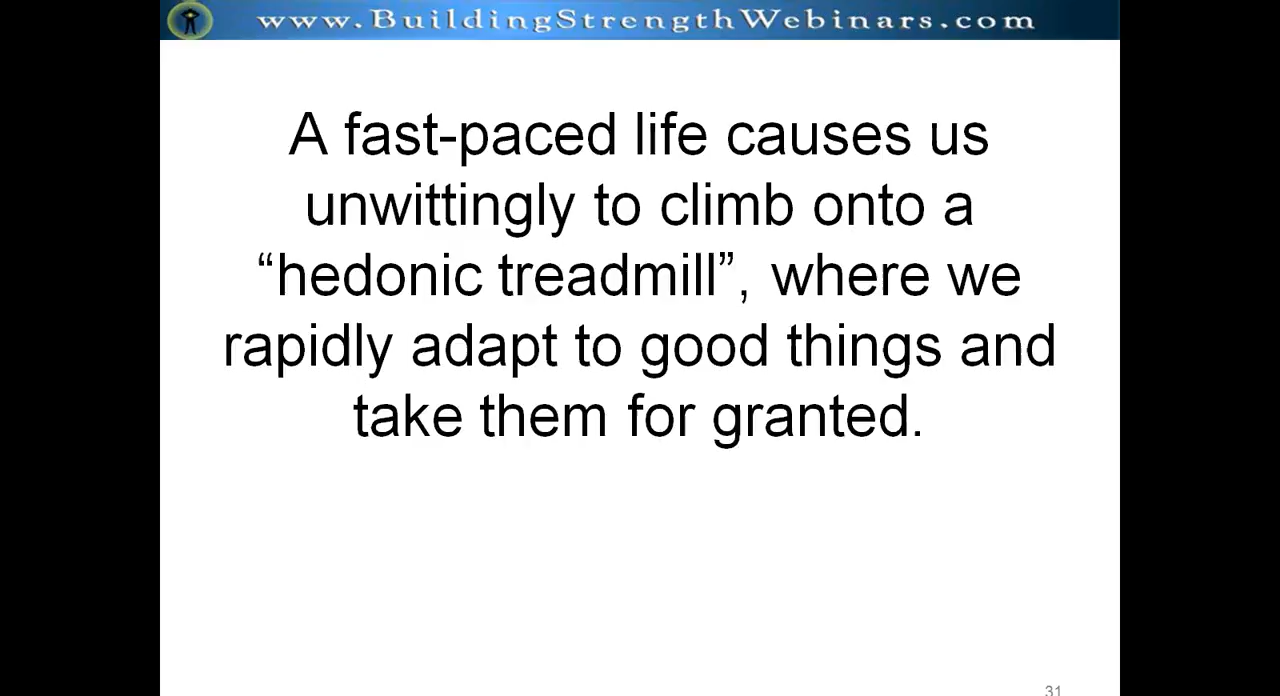 www.BuildingStrengthWebinars.com
A fast-paced life causes us
unwittingly to climb onto a
“hedonic treadmill”, where we
rapidly adapt to good things and
take them for granted.
31